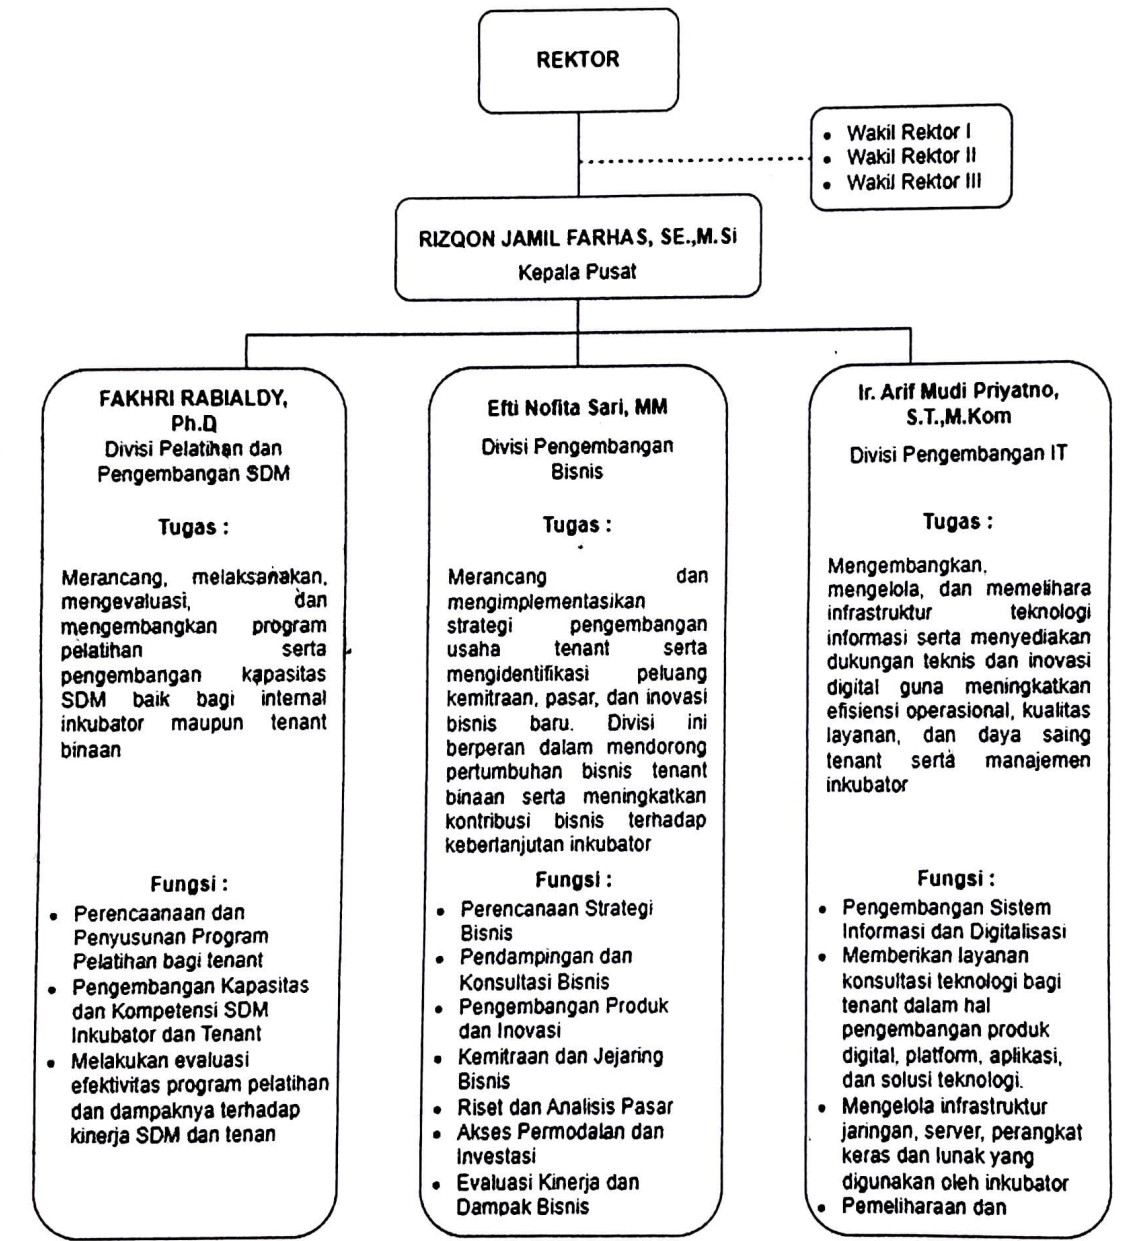 REKTOR
• Wakil Rektor I
• Wakil Rektor II
• Wakil Rektor III
RIZQON JAMIL FARHAS, SE.,M.Si
Kepala Pusat
FAKHRI RABIALDY,
Ph.D
Divisi Pelatihan dan
Pengembangan SDM
Tugas :
Merancang, melaksanakan,
mengevaluasi, dan
mengembangkan program
pelatihan serta
pengembangan kapasitas
SDM baik bagi internal
inkubator maupun tenant
binaan
Fungsi :
• Perencaanaan dan
Penyusunan Program
Pelatihan bagi tenant
• Pengembangan Kapasitas
dan Kompetensi SDM
Inkubator dan Tenant
• Melakukan evaluasi
efektivitas program pelatihan
dan dampaknya terhadap
kinerja SDM dan tenan
Efti Nofita Sari, MM
Divisi Pengembangan
Bisnis
Tugas :
Merancang dan
mengimplementasikan
strategi pengembangan
usaha tenant serta
mengidentifikasi peluang
kemitraan, pasar, dan inovasi
bisnis baru. Divisi ini
berperan dalam mendorong
pertumbuhan bisnis tenant
binaan serta meningkatkan
kontribusi bisnis terhadap
keberlanjutan inkubator
Fungsi :
• Perencanaan Strategi
Bisnis
• Pendampingan dan
Konsultasi Bisnis
• Pengembangan Produk
dan Inovasi
• Kemitraan dan Jejaring
Bisnis
• Riset dan Analisis Pasar
• Akses Permodalan dan
Investasi
• Evaluasi Kinerja dan
Dampak Bisnis
Ir. Arif Mudi Priyatno,
S.T.,M.Kom
Divisi Pengembangan IT
Tugas :
Mengembangkan,
mengelola, dan memelihara
infrastruktur teknologi
informasi serta menyediakan
dukungan teknis dan inovasi
digital guna meningkatkan
efisiensi operasional, kualitas
layanan, dan daya saing
tenant serta manajemen
inkubator
Fungsi :
• Pengembangan Sistem
Informasi dan Digitalisasi
• Memberikan layanan
konsultasi teknologi bagi
tenant dalam hal
pengembangan produk
digital, platform, aplikasi,
dan solusi teknologi.
• Mengelola infrastruktur
jaringan, server, perangkat
keras dan lunak yang
digunakan oleh inkubator
• Pemeliharaan dan